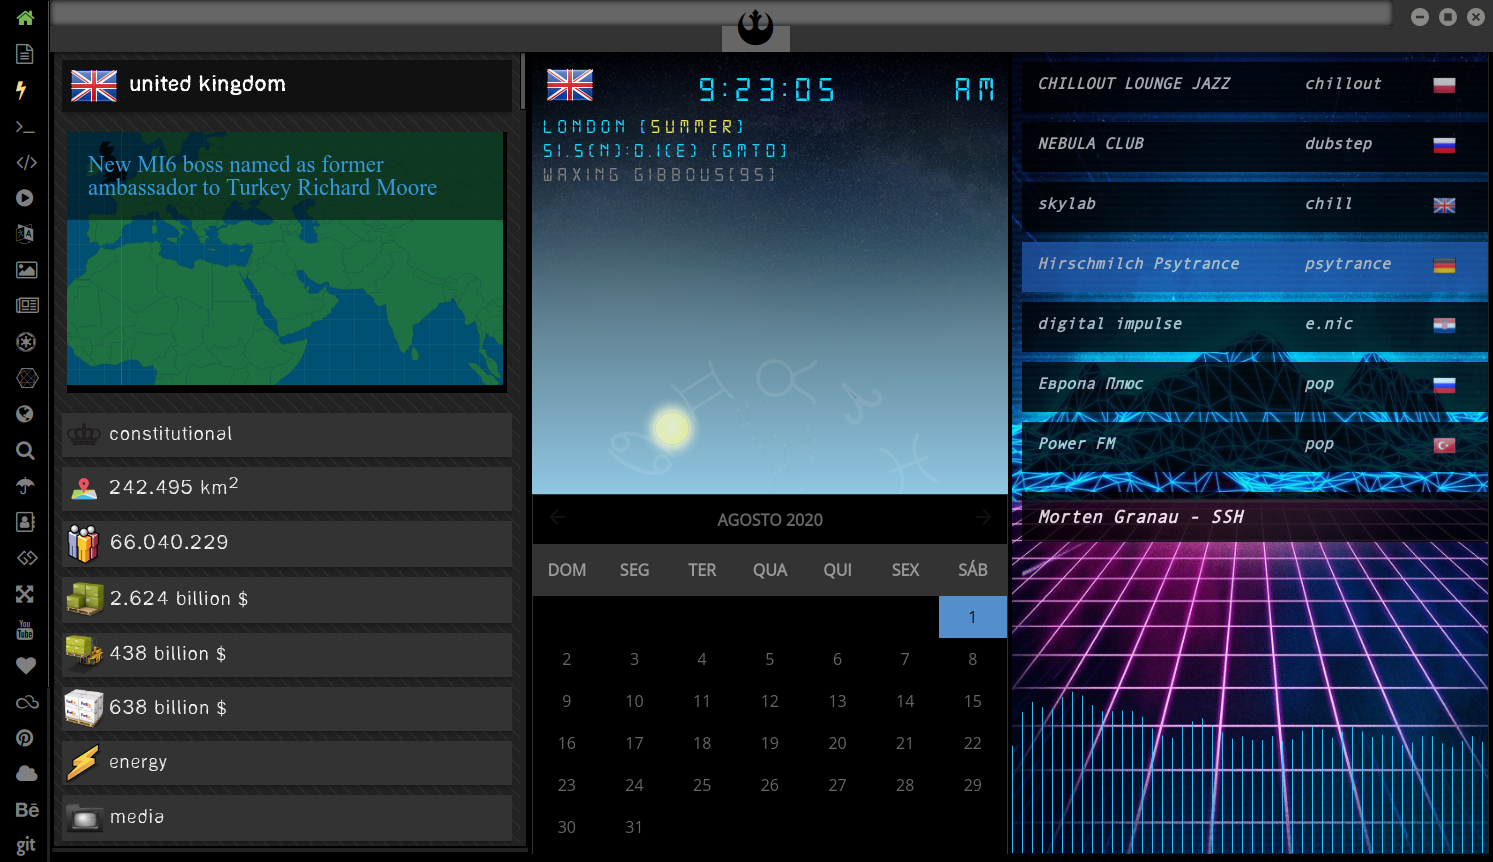 united kingdom
New MI6 boss named as former
ambassador to Turkey Richard Moore
constitutional
242.495 km²
66.040.229
2.624 billion $
438 billion $
638 billion $
energy
media
9:23:05 AM
LONDON (SUMMER)
51.5(N):0.1(E) (GMT0)
WAXING GIBBOUS(95)
AGOSTO 2020
DOM SEG TER QUA QUI SEX SÁB
1
2 3 4 5 6 7 8
9 10 11 12 13 14 15
16 17 18 19 20 21 22
23 24 25 26 27 28 29
30 31
CHILLOUT LOUNGE JAZZ chillout
NEBULA CLUB dubstep
skylab chill
Hirschmilch Psytrance psytrance
digital impulse e.nic
Европа Плюс pop
Power FM pop
Morten Granau - SSH
You
Tube
Bē
git